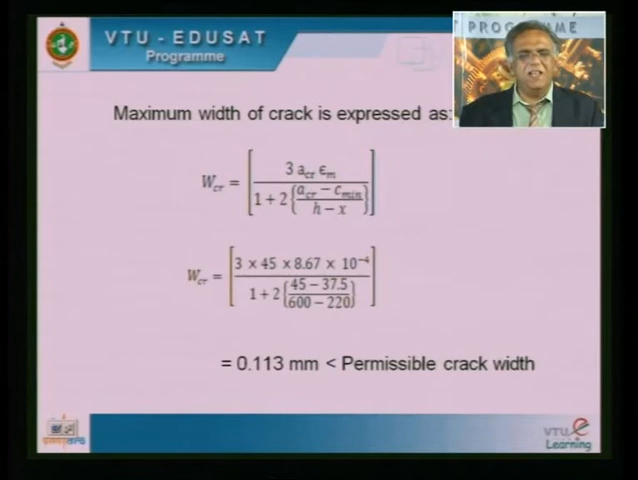 VTU - EDUSAT
Programme
T PROGRAMME
Maximum width of crack is expressed as:
W_cr = [ 3 a_cr ϵ_m / 1 + 2 { a_cr − c_min / h − x } ]
W_cr = [ 3 × 45 × 8.67 × 10⁻⁴ / 1 + 2 { 45 − 37.5 / 600 − 220 } ]
= 0.113 mm < Permissible crack width
VTU e
Learning